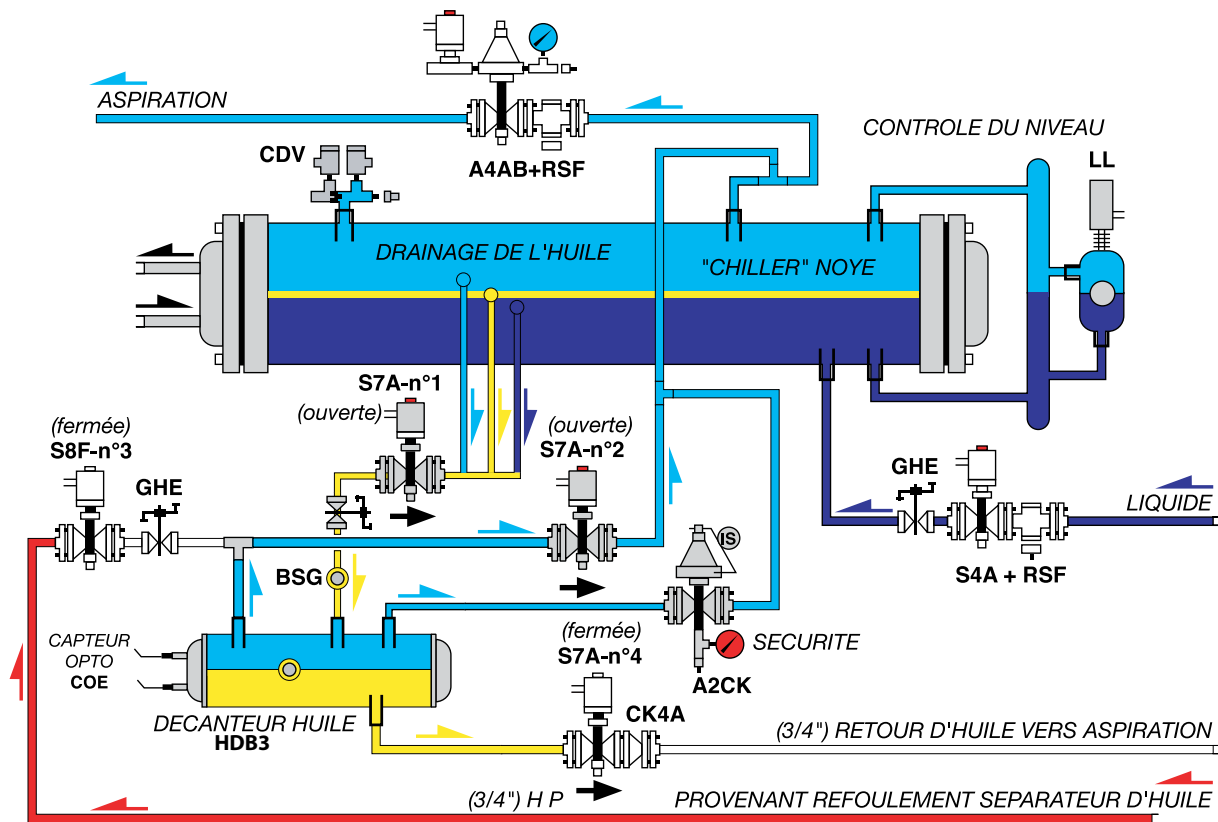 ASPIRATION
A4AB+RSF
CONTROLE DU NIVEAU
LL
CDV
DRAINAGE DE L'HUILE
"CHILLER" NOYE
S7A-n°1
(ouverte)
(fermée)
S8F-n°3
GHE
(ouverte)
S7A-n°2
GHE
LIQUIDE
S4A + RSF
BSG
IS
CAPTEUR
OPTO
COE
(fermée)
S7A-n°4
SECURITE
A2CK
DECANTEUR HUILE
HDB3
CK4A
(3/4") RETOUR D'HUILE VERS ASPIRATION
(3/4") H P
PROVENANT REFOULEMENT SEPARATEUR D'HUILE